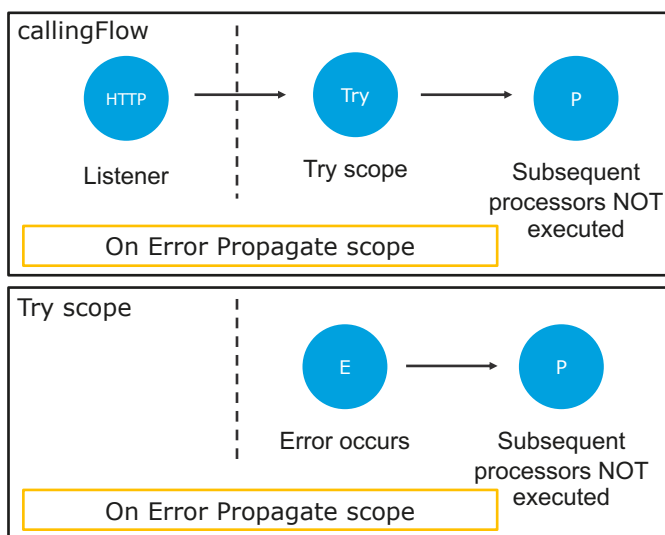 callingFlow
HTTP
Try
P
Listener
Try scope
Subsequent
processors NOT
executed
On Error Propagate scope
Try scope
E
P
Error occurs
Subsequent
processors NOT
executed
On Error Propagate scope